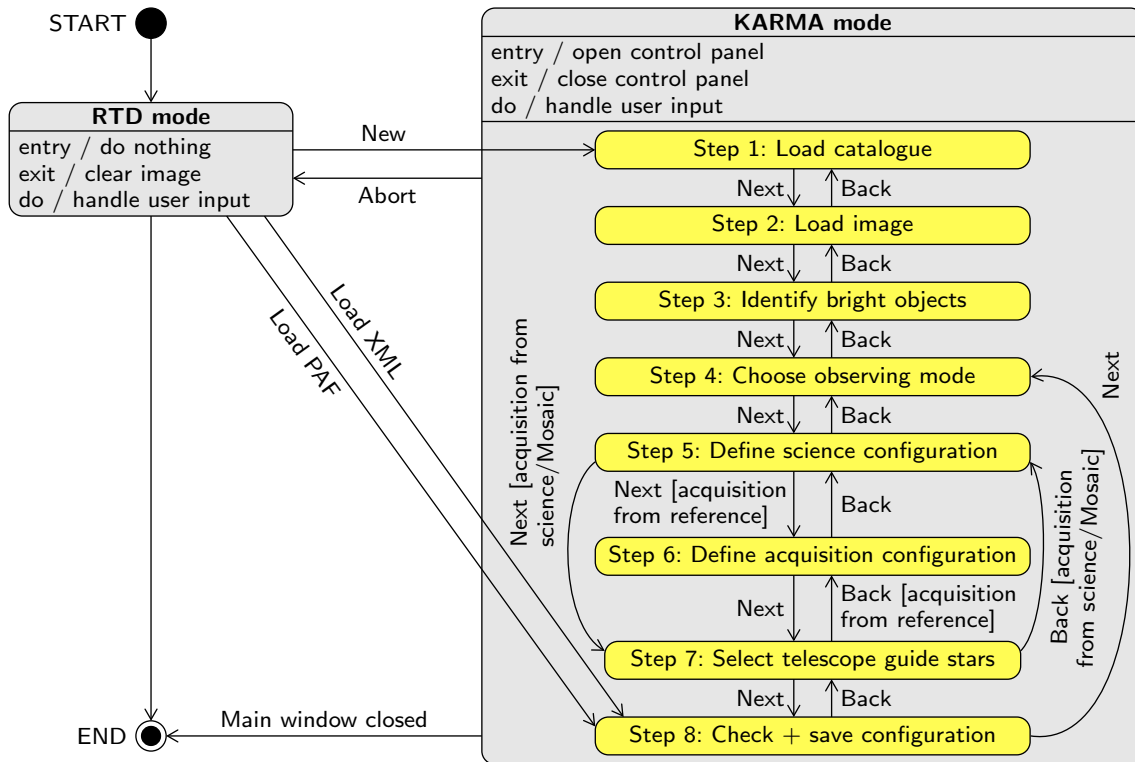 START
RTD mode
entry / do nothing
exit / clear image
do / handle user input
KARMA mode
entry / open control panel
exit / close control panel
do / handle user input
New
Abort
Step 1: Load catalogue
Next
Back
Step 2: Load image
Next
Back
Step 3: Identify bright objects
Next
Back
Step 4: Choose observing mode
Next
Back
Step 5: Define science configuration
Next [acquisition
from reference]
Back
Step 6: Define acquisition configuration
Next
Back [acquisition
from reference]
Step 7: Select telescope guide stars
Next
Back
Step 8: Check + save configuration
Load XML
Load PAF
Next [acquisition from
science/Mosaic]
Back [acquisition
from science/Mosaic]
Next
Main window closed
END